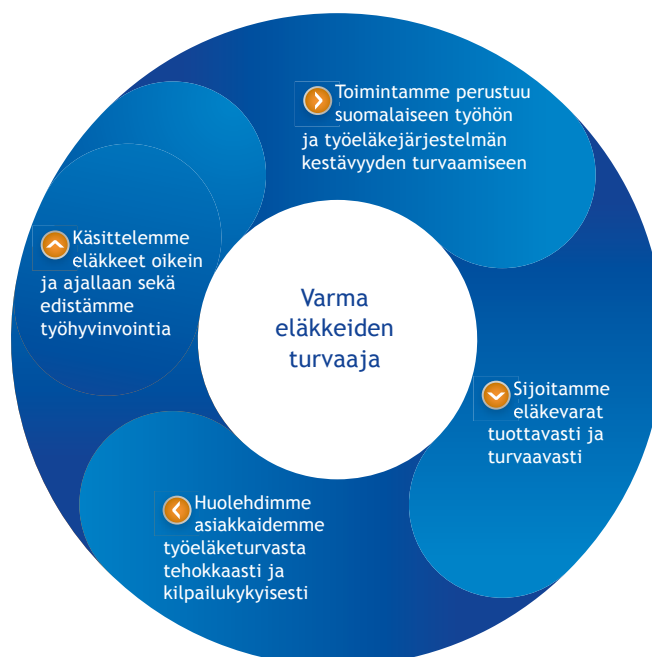 Toimintamme perustuu
suomalaiseen työhön
ja työeläkejärjestelmän
kestävyyden turvaamiseen
Käsittelemme
eläkkeet oikein
ja ajallaan sekä
edistämme
työhyvinvointia
Varma
eläkkeiden
turvaaja
Sijoitamme
eläkevarat
tuottavasti ja
turvaavasti
Huolehdimme
asiakkaidemme
työeläketurvasta
tehokkaasti ja
kilpailukykyisesti